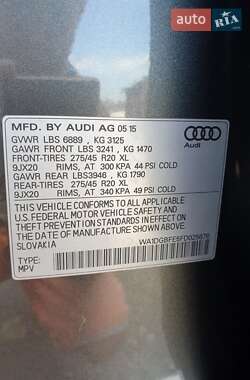 AUTO.RIA.com
MFD. BY AUDI AG 05 15
GVWR LBS 6889 , KG 3125
GAWR FRONT LBS 3241 , KG 1470
FRONT-TIRES 275/45 R20 XL
9JX20 RIMS, AT 300 KPA 44 PSI COLD
GAWR REAR LBS3946 , KG 1790
REAR-TIRES 275/45 R20 XL
9JX20 RIMS, AT 340 KPA 49 PSI COLD
THIS VEHICLE CONFORMS TO ALL APPLICABLE
U.S. FEDERAL MOTOR VEHICLE SAFETY AND
THEFT PREVENTION STANDARDS IN EFFECT
ON THE DATE OF MANUFACTURE SHOWN ABOVE.
SLOVAKIA
TYPE:
MPV
Audi